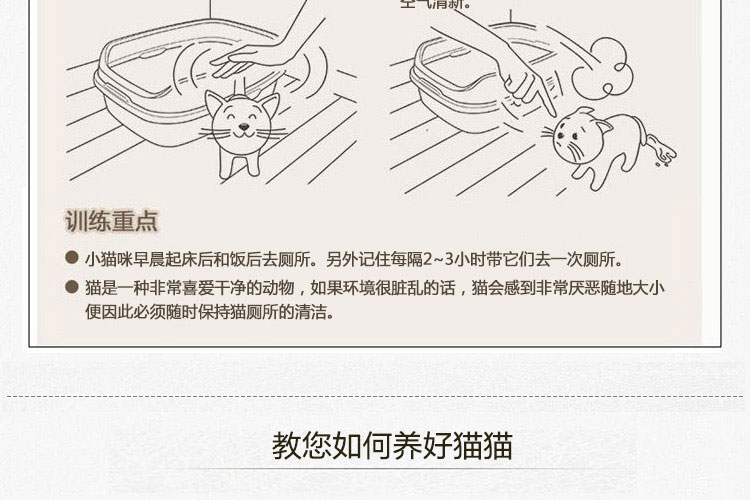 空气清新。
训练重点
● 小猫咪早晨起床后和饭后去厕所。另外记住每隔2~3小时带它们去一次厕所。
● 猫是一种非常喜爱干净的动物，如果环境很脏乱的话，猫会感到非常厌恶随地大小
便因此必须随时保持猫厕所的清洁。
教您如何养好猫猫